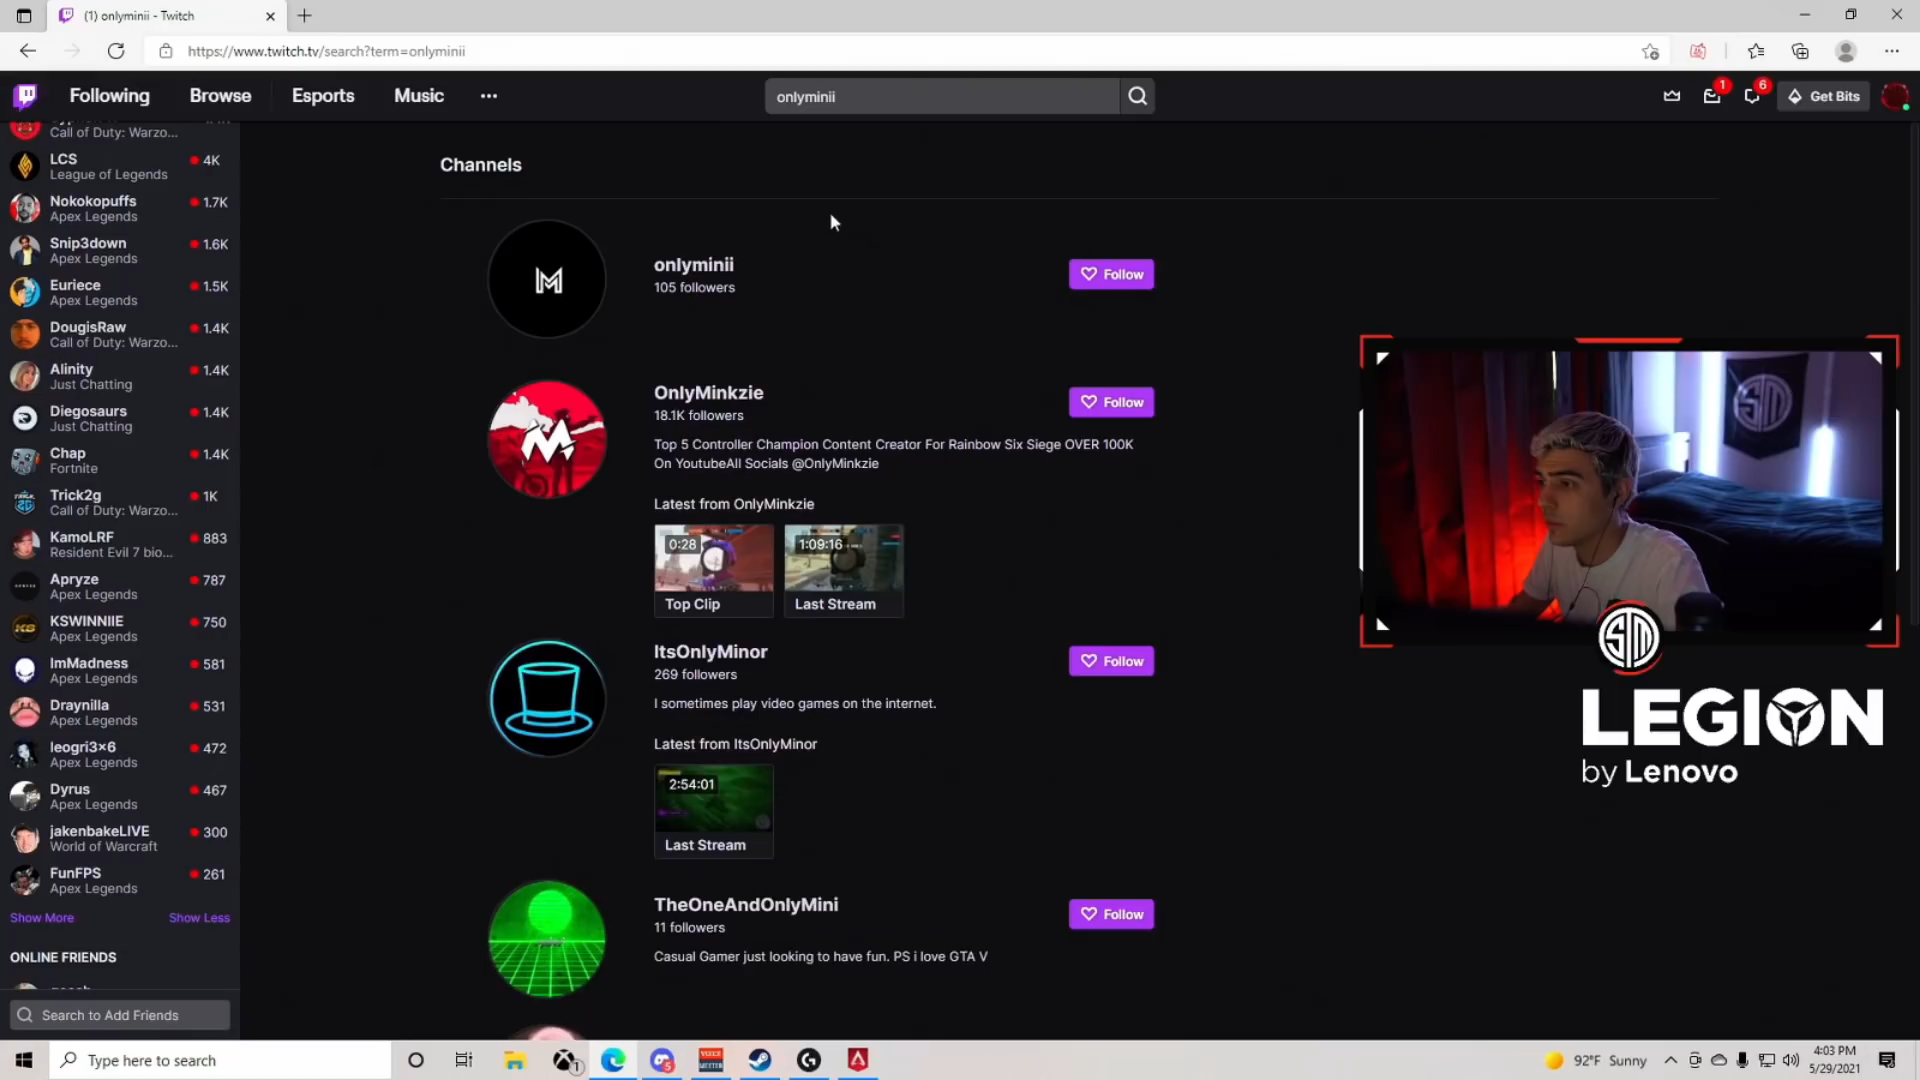 (1) onlyminii - Twitch
https://www.twitch.tv/search?term=onlyminii
Following
Browse
Esports
Music
onlyminii
1
6
Get Bits
Call of Duty: Warzo...
LCS
4K
League of Legends
Nokokopuffs
1.7K
Apex Legends
Snip3down
1.6K
Apex Legends
Euriece
1.5K
Apex Legends
DougisRaw
1.4K
Call of Duty: Warzo...
Alinity
1.4K
Just Chatting
Diegosaurs
1.4K
Just Chatting
Chap
1.4K
Fortnite
Trick2g
1K
Call of Duty: Warzo...
KamoLRF
883
Resident Evil 7 bio...
Apryze
787
Apex Legends
KSWINNIIE
750
Apex Legends
ImMadness
581
Apex Legends
Draynilla
531
Apex Legends
leogri3x6
472
Apex Legends
Dyrus
467
Apex Legends
jakenbakeLIVE
300
World of Warcraft
FunFPS
261
Apex Legends
Show More
Show Less
ONLINE FRIENDS
Search to Add Friends
Channels
onlyminii
105 followers
Follow
OnlyMinkzie
18.1K followers
Follow
Top 5 Controller Champion Content Creator For Rainbow Six Siege OVER 100K
On YoutubeAll Socials @OnlyMinkzie
Latest from OnlyMinkzie
0:28
Top Clip
1:09:16
Last Stream
ItsOnlyMinor
269 followers
Follow
I sometimes play video games on the internet.
Latest from ItsOnlyMinor
2:54:01
Last Stream
TheOneAndOnlyMini
11 followers
Follow
Casual Gamer just looking to have fun. PS i love GTA V
TSM
LEGION
by Lenovo
Type here to search
92°F Sunny
4:03 PM
5/29/2021